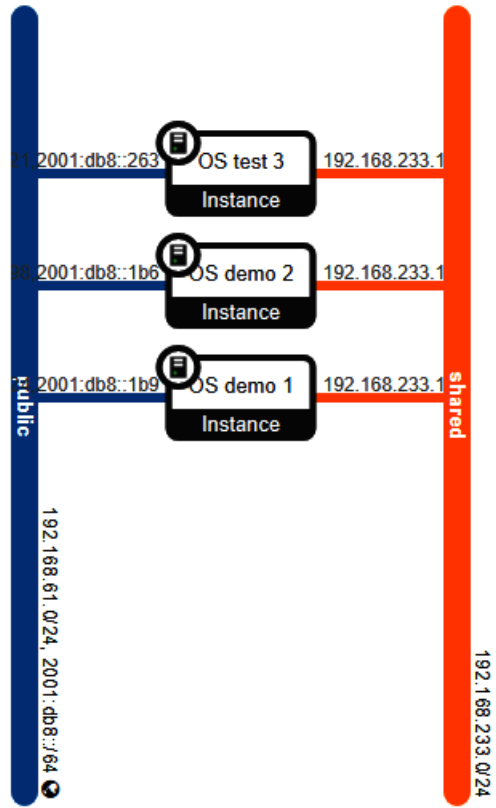 2001:db8::263
OS test 3
192.168.233.1
Instance
2001:db8::1b6
OS demo 2
192.168.233.1
Instance
2001:db8::1b9
OS demo 1
192.168.233.1
Instance
public
shared
192.168.61.0/24, 2001:db8::/64
192.168.233.0/24